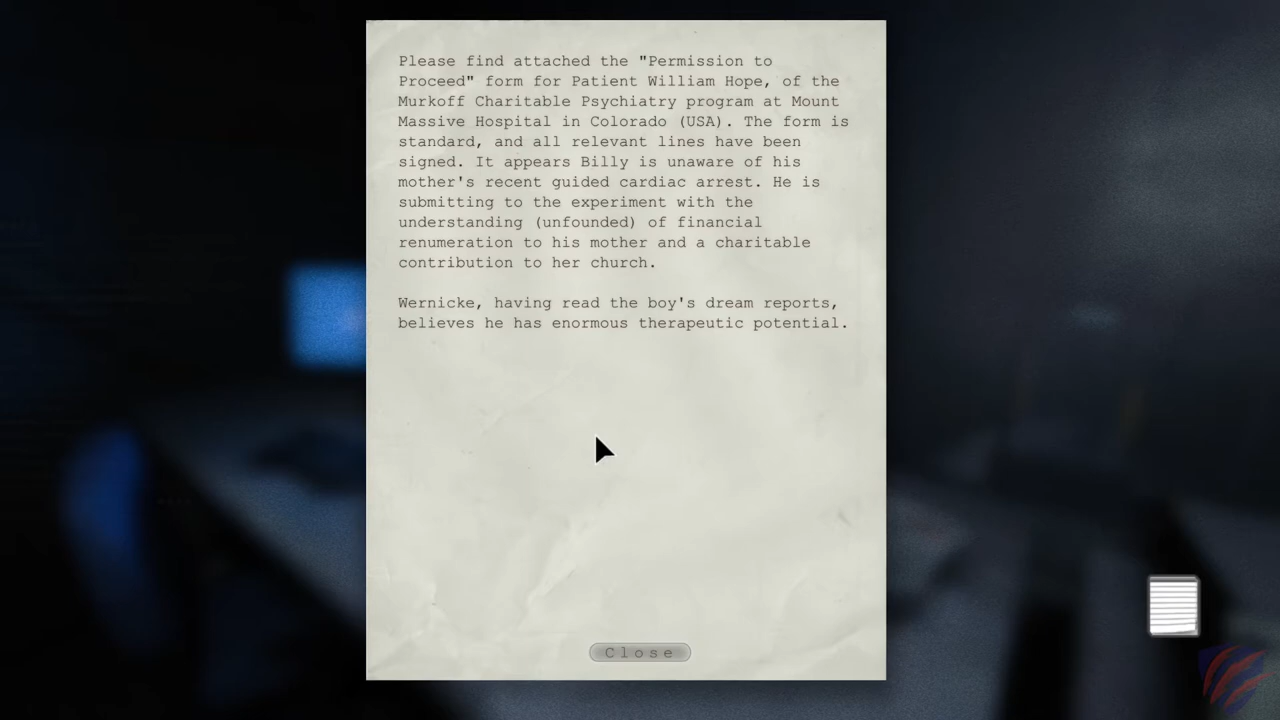 Please find attached the "Permission to
Proceed" form for Patient William Hope, of the
Murkoff Charitable Psychiatry program at Mount
Massive Hospital in Colorado (USA). The form is
standard, and all relevant lines have been
signed. It appears Billy is unaware of his
mother's recent guided cardiac arrest. He is
submitting to the experiment with the
understanding (unfounded) of financial
renumeration to his mother and a charitable
contribution to her church.
Wernicke, having read the boy's dream reports,
believes he has enormous therapeutic potential.
Close